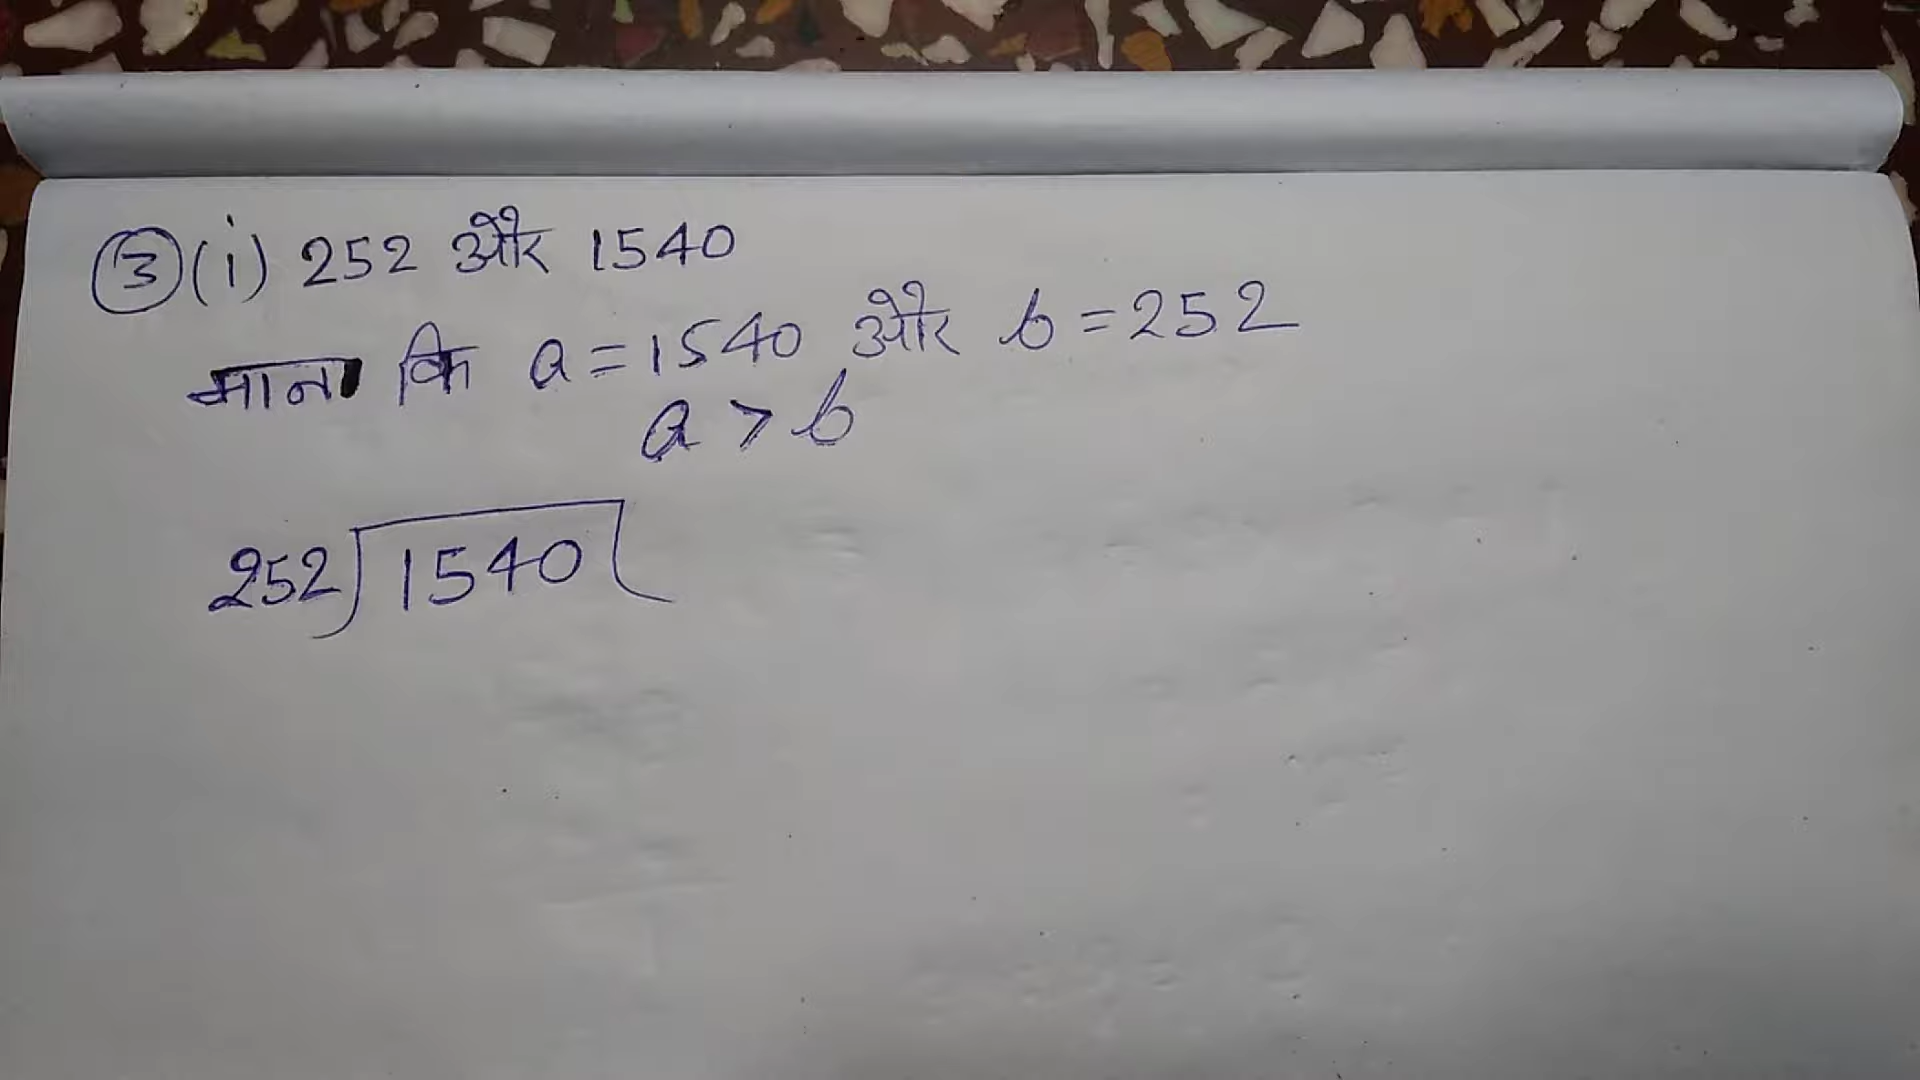 ③(i) 252 और 1540
माना कि a = 1540 और b = 252
a > b
252) 1540 (